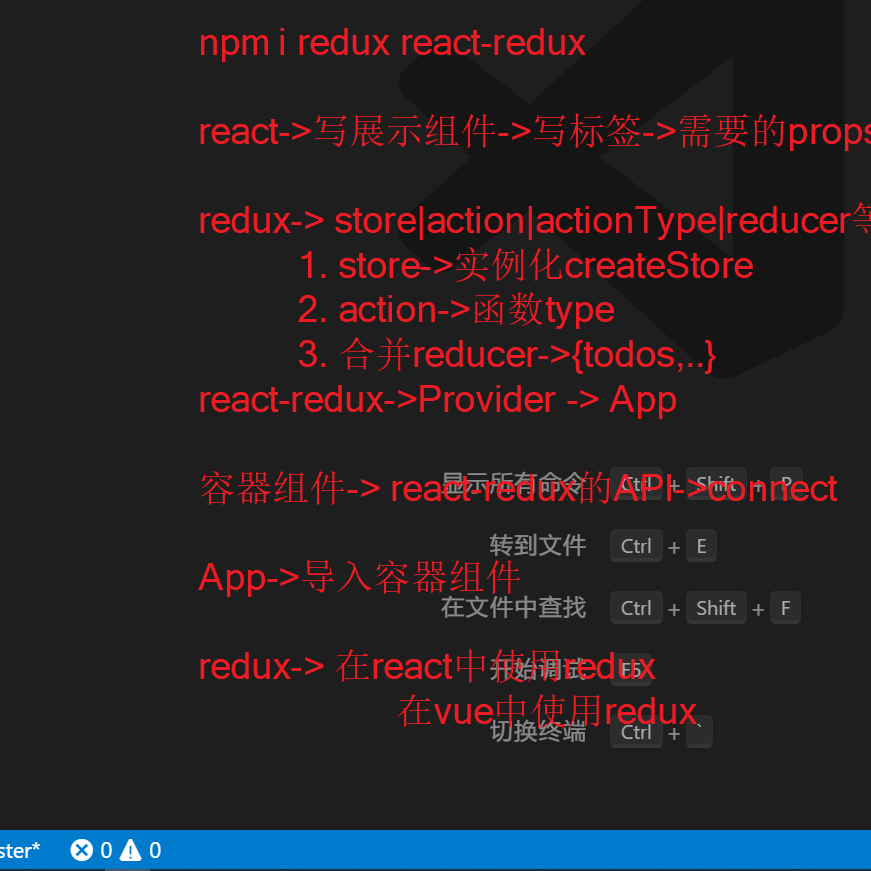 npm i redux react-redux
react->写展示组件->写标签->需要的props
redux-> store|action|actionType|reducer等
1. store->实例化createStore
2. action->函数type
3. 合并reducer->{todos,..}
react-redux->Provider -> App
容器组件-> react-redux的API->connect
显示所有命令 Ctrl + Shift + P
转到文件 Ctrl + E
App->导入容器组件
在文件中查找 Ctrl + Shift + F
redux-> 在react中使用redux
开始调试 F5
在vue中使用redux
切换终端 Ctrl + `
ster* 0 0